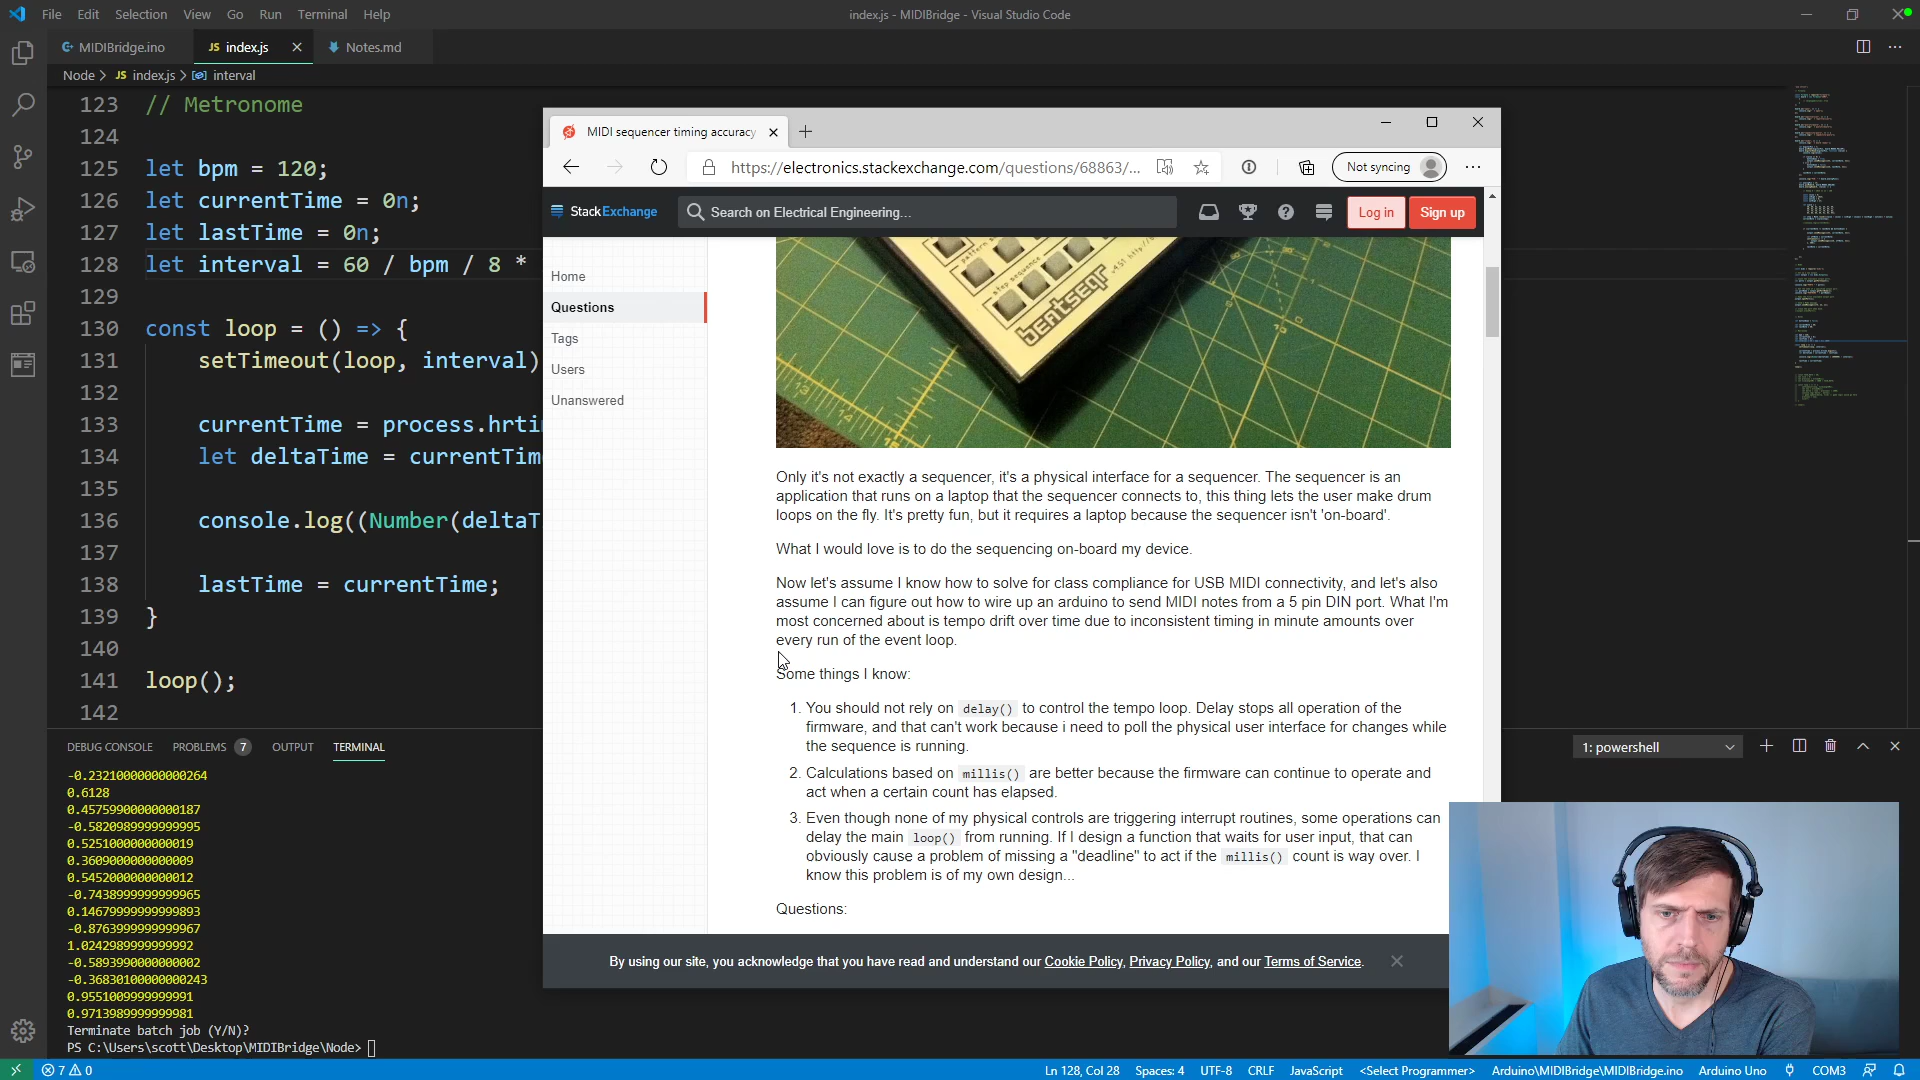 File Edit Selection View Go Run Terminal Help
index.js - MIDIBridge - Visual Studio Code
MIDIBridge.ino
JS index.js
Notes.md
Node > JS index.js > interval
123 // Metronome
124
125 let bpm = 120;
126 let currentTime = 0n;
127 let lastTime = 0n;
128 let interval = 60 / bpm / 8 *
129
130 const loop = () => {
131 setTimeout(loop, interval)
132
133 currentTime = process.hrti
134 let deltaTime = currentTim
135
136 console.log((Number(deltaT
137
138 lastTime = currentTime;
139 }
140
141 loop();
142
MIDI sequencer timing accuracy
https://electronics.stackexchange.com/questions/68863/...
Not syncing
StackExchange
Search on Electrical Engineering...
Log in
Sign up
Home
Questions
Tags
Users
Unanswered
step sequence
beatseqr
Only it's not exactly a sequencer, it's a physical interface for a sequencer. The sequencer is an
application that runs on a laptop that the sequencer connects to, this thing lets the user make drum
loops on the fly. It's pretty fun, but it requires a laptop because the sequencer isn't 'on-board'.
What I would love is to do the sequencing on-board my device.
Now let's assume I know how to solve for class compliance for USB MIDI connectivity, and let's also
assume I can figure out how to wire up an arduino to send MIDI notes from a 5 pin DIN port. What I'm
most concerned about is tempo drift over time due to inconsistent timing in minute amounts over
every run of the event loop.
Some things I know:
1. You should not rely on delay() to control the tempo loop. Delay stops all operation of the
firmware, and that can't work because i need to poll the physical user interface for changes while
the sequence is running.
2. Calculations based on millis() are better because the firmware can continue to operate and
act when a certain count has elapsed.
3. Even though none of my physical controls are triggering interrupt routines, some operations can
delay the main loop() from running. If I design a function that waits for user input, that can
obviously cause a problem of missing a "deadline" to act if the millis() count is way over. I
know this problem is of my own design...
Questions:
By using our site, you acknowledge that you have read and understand our Cookie Policy, Privacy Policy, and our Terms of Service.
DEBUG CONSOLE PROBLEMS 7 OUTPUT TERMINAL
1: powershell
-0.23210000000000264
0.6128
0.45759900000000187
-0.5820989999999995
0.5251000000000019
0.3609000000000009
0.5452000000000012
-0.7438999999999965
0.14679999999999893
-0.8763999999999967
1.0242989999999992
-0.5893990000000002
-0.36830100000000243
0.9551009999999991
0.9713989999999981
Terminate batch job (Y/N)?
PS C:\Users\scott\Desktop\MIDIBridge\Node>
7 0
Ln 128, Col 28 Spaces: 4 UTF-8 CRLF JavaScript <Select Programmer> Arduino\MIDIBridge\MIDIBridge.ino Arduino Uno COM3